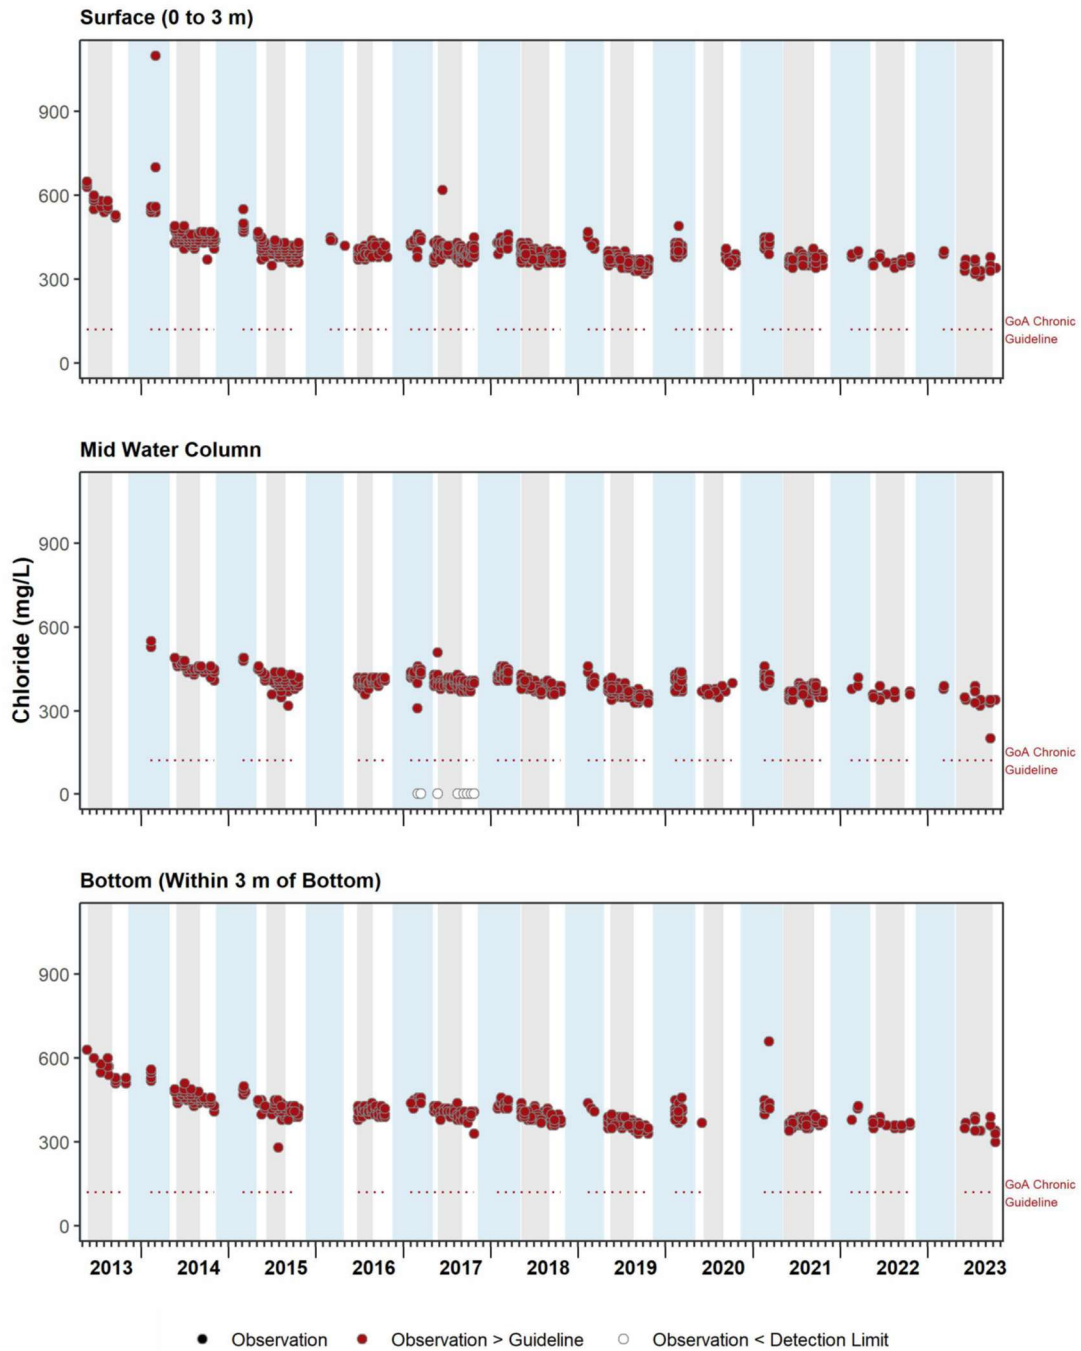 Surface (0 to 3 m)
900
600
300
0
GoA Chronic
Guideline
Mid Water Column
Chloride (mg/L)
900
600
300
0
GoA Chronic
Guideline
Bottom (Within 3 m of Bottom)
900
600
300
0
GoA Chronic
Guideline
2013 2014 2015 2016 2017 2018 2019 2020 2021 2022 2023
Observation Observation > Guideline Observation < Detection Limit